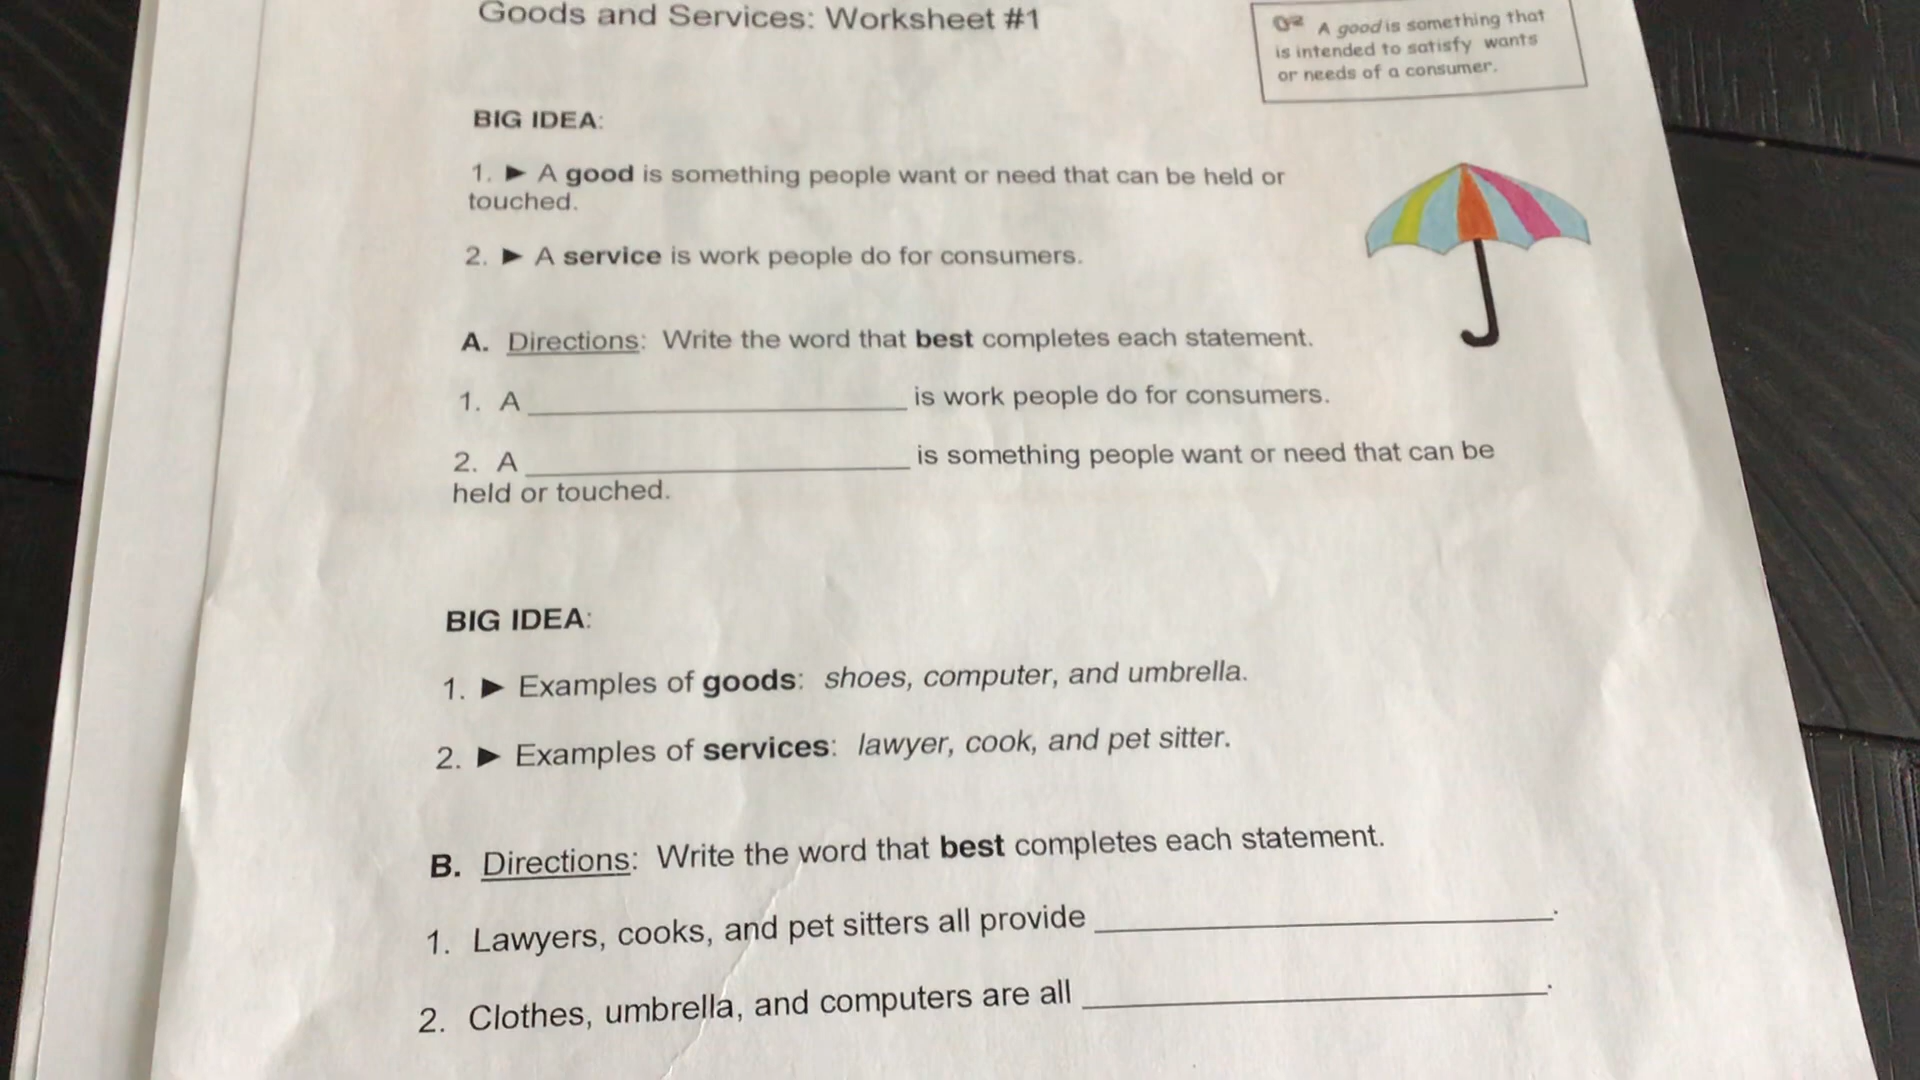 Goods and Services: Worksheet #1
A good is something that
is intended to satisfy wants
or needs of a consumer.
BIG IDEA:
1. ► A good is something people want or need that can be held or
touched.
2. ► A service is work people do for consumers.
A. Directions: Write the word that best completes each statement.
1. A ____________________ is work people do for consumers.
2. A ____________________ is something people want or need that can be
held or touched.
BIG IDEA:
1. ► Examples of goods: shoes, computer, and umbrella.
2. ► Examples of services: lawyer, cook, and pet sitter.
B. Directions: Write the word that best completes each statement.
1. Lawyers, cooks, and pet sitters all provide ____________________.
2. Clothes, umbrella, and computers are all ____________________.